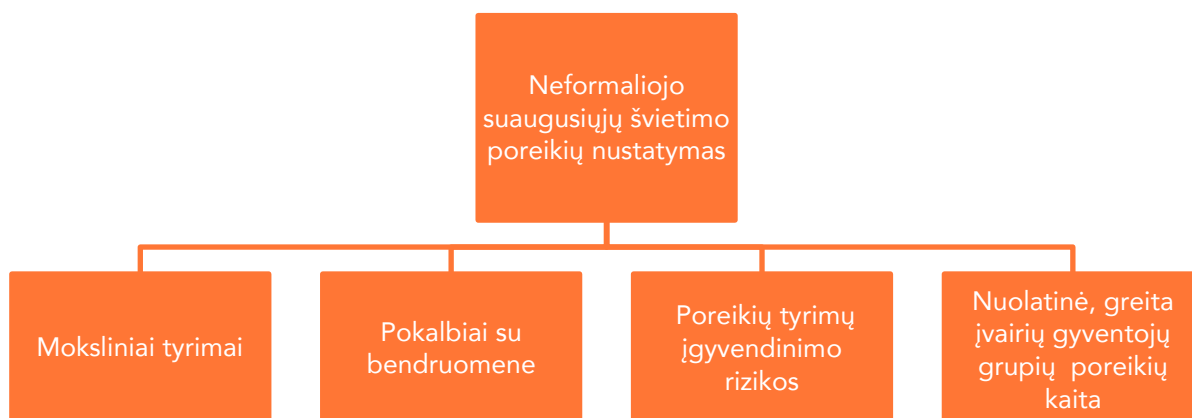 Neformaliojo
suaugusiųjų švietimo
poreikių nustatymas
Moksliniai tyrimai
Pokalbiai su
bendruomene
Poreikių tyrimų
įgyvendinimo
rizikos
Nuolatinė, greita
įvairių gyventojų
grupių poreikių
kaita